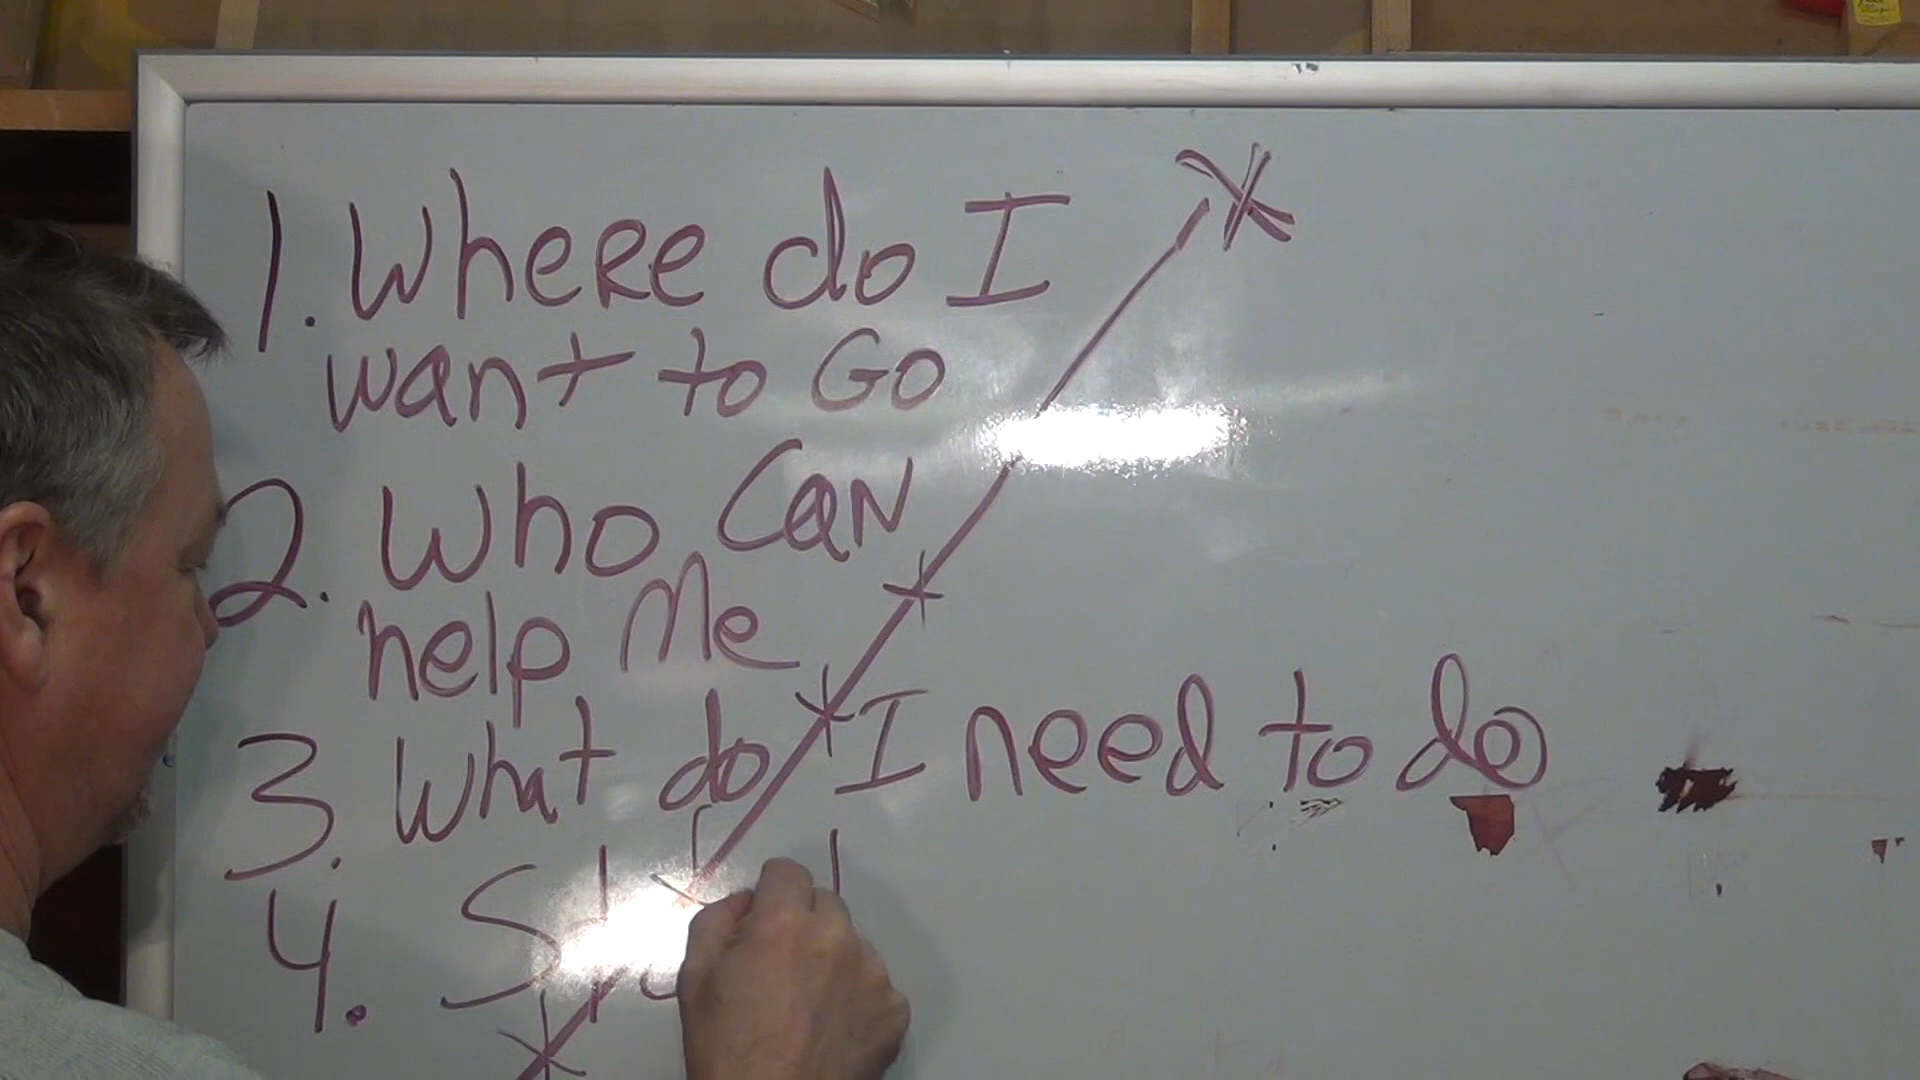 1. Where do I
want to Go
2. Who Can
help Me
3. What do I need to do
4.